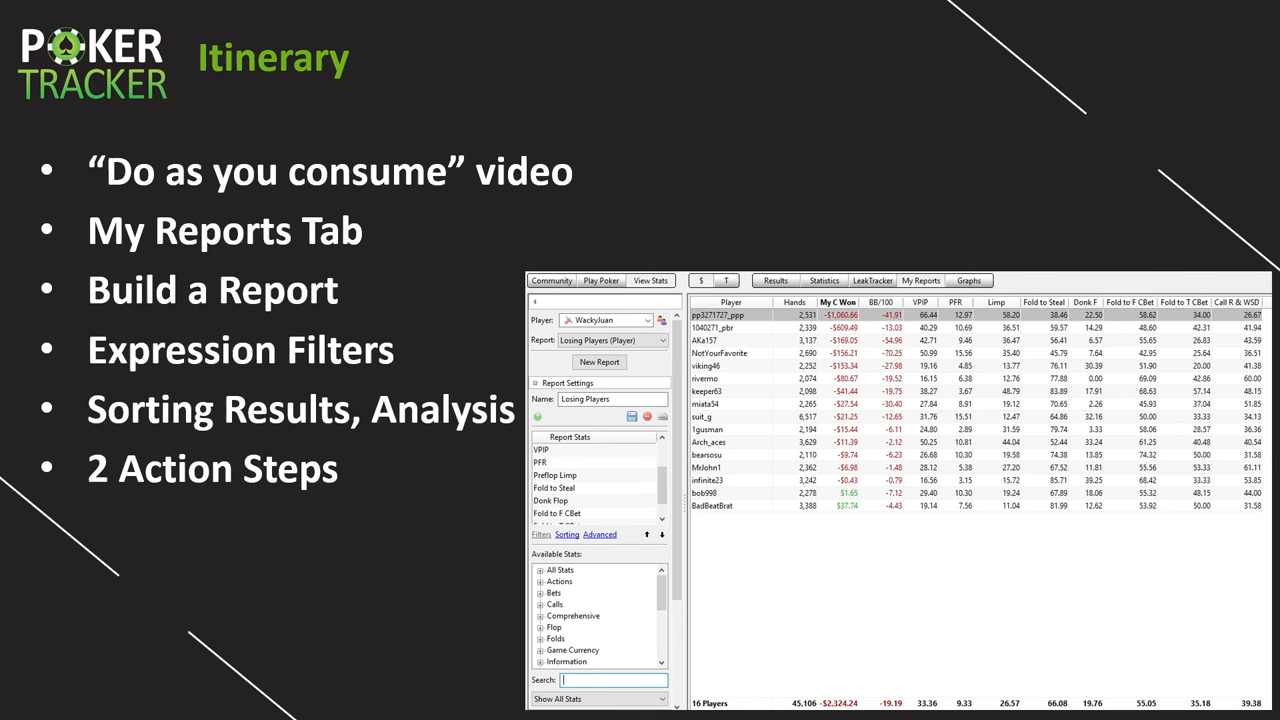 POKER
TRACKER
Itinerary
• “Do as you consume” video
• My Reports Tab
• Build a Report
• Expression Filters
• Sorting Results, Analysis
• 2 Action Steps
Community Play Poker View Stats $ T Results Statistics LeakTracker My Reports Graphs
Player: WackyJuan
Report: Losing Players (Player)
New Report
Report Settings
Name: Losing Players
Report Stats
VPIP
PFR
Preflop Limp
Fold to Steal
Donk Flop
Fold to F CBet
Filters Sorting Advanced
Available Stats:
All Stats
Actions
Bets
Calls
Comprehensive
Flop
Folds
Game Currency
Information
Search:
Show All Stats
Player Hands My C Won BB/100 VPIP PFR Limp Fold to Steal Donk F Fold to F CBet Fold to T CBet Call R & WSD
pp3271727_ppp 2,531 -$1,060.66 -41.91 66.44 12.97 58.20 38.46 22.50 58.62 34.00 26.67
1040271_pbr 2,339 -$609.49 -13.03 40.29 10.69 36.51 59.57 14.29 48.60 42.31 41.94
AKa157 3,137 -$169.05 -54.96 42.71 9.46 36.47 56.41 6.57 55.65 26.83 43.59
NotYourFavorite 2,690 -$156.21 -70.25 50.99 15.56 35.40 45.79 7.64 42.95 25.64 36.51
viking46 2,252 -$153.34 -27.98 19.16 4.85 13.77 76.11 30.39 51.90 20.00 41.38
rivermo 2,074 -$80.67 -19.52 16.15 6.38 12.76 77.88 0.00 69.09 42.86 60.00
keeper63 2,098 -$41.44 -19.75 38.27 3.67 48.79 83.89 17.91 57.14 48.15 48.15
miata54 2,265 -$27.54 -30.40 27.84 8.91 19.12 70.65 2.26 45.93 37.04 51.85
suit_g 6,517 -$21.25 -12.65 31.76 15.51 12.47 64.86 32.16 50.00 33.33 34.13
1gusman 2,194 -$15.44 -6.11 24.80 2.89 31.59 79.74 3.33 58.06 28.57 36.36
Arch_aces 3,629 -$11.39 -2.12 50.25 10.81 44.04 52.44 33.24 61.25 40.48 40.54
bearsosu 2,110 -$9.74 -6.23 26.68 10.90 19.58 74.38 13.85 74.32 50.00 31.58
MrJohn1 2,362 -$6.98 -1.48 28.12 5.38 27.20 67.52 11.81 55.56 53.33 61.11
infinite23 3,242 -$0.43 -0.79 16.56 3.15 15.72 85.71 39.25 68.42 33.33 53.85
bob998 2,278 $1.65 -7.12 29.40 10.30 19.24 67.89 18.06 55.32 48.15 44.00
BadBeatBrat 3,388 $37.74 -4.43 19.14 7.56 11.04 81.99 12.62 53.92 50.00 31.58
16 Players 45,106 -$2,324.24 -19.19 33.36 9.33 26.57 66.08 19.76 55.05 35.18 39.38